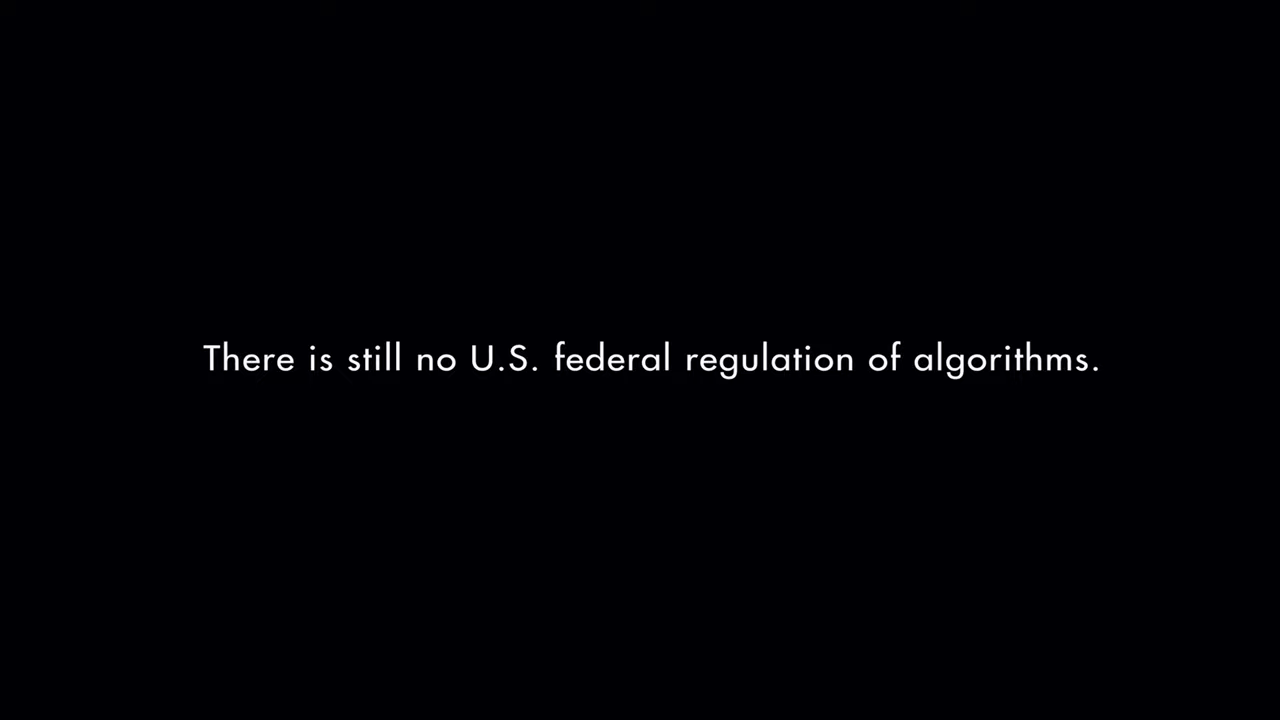 There is still no U.S. federal regulation of algorithms.